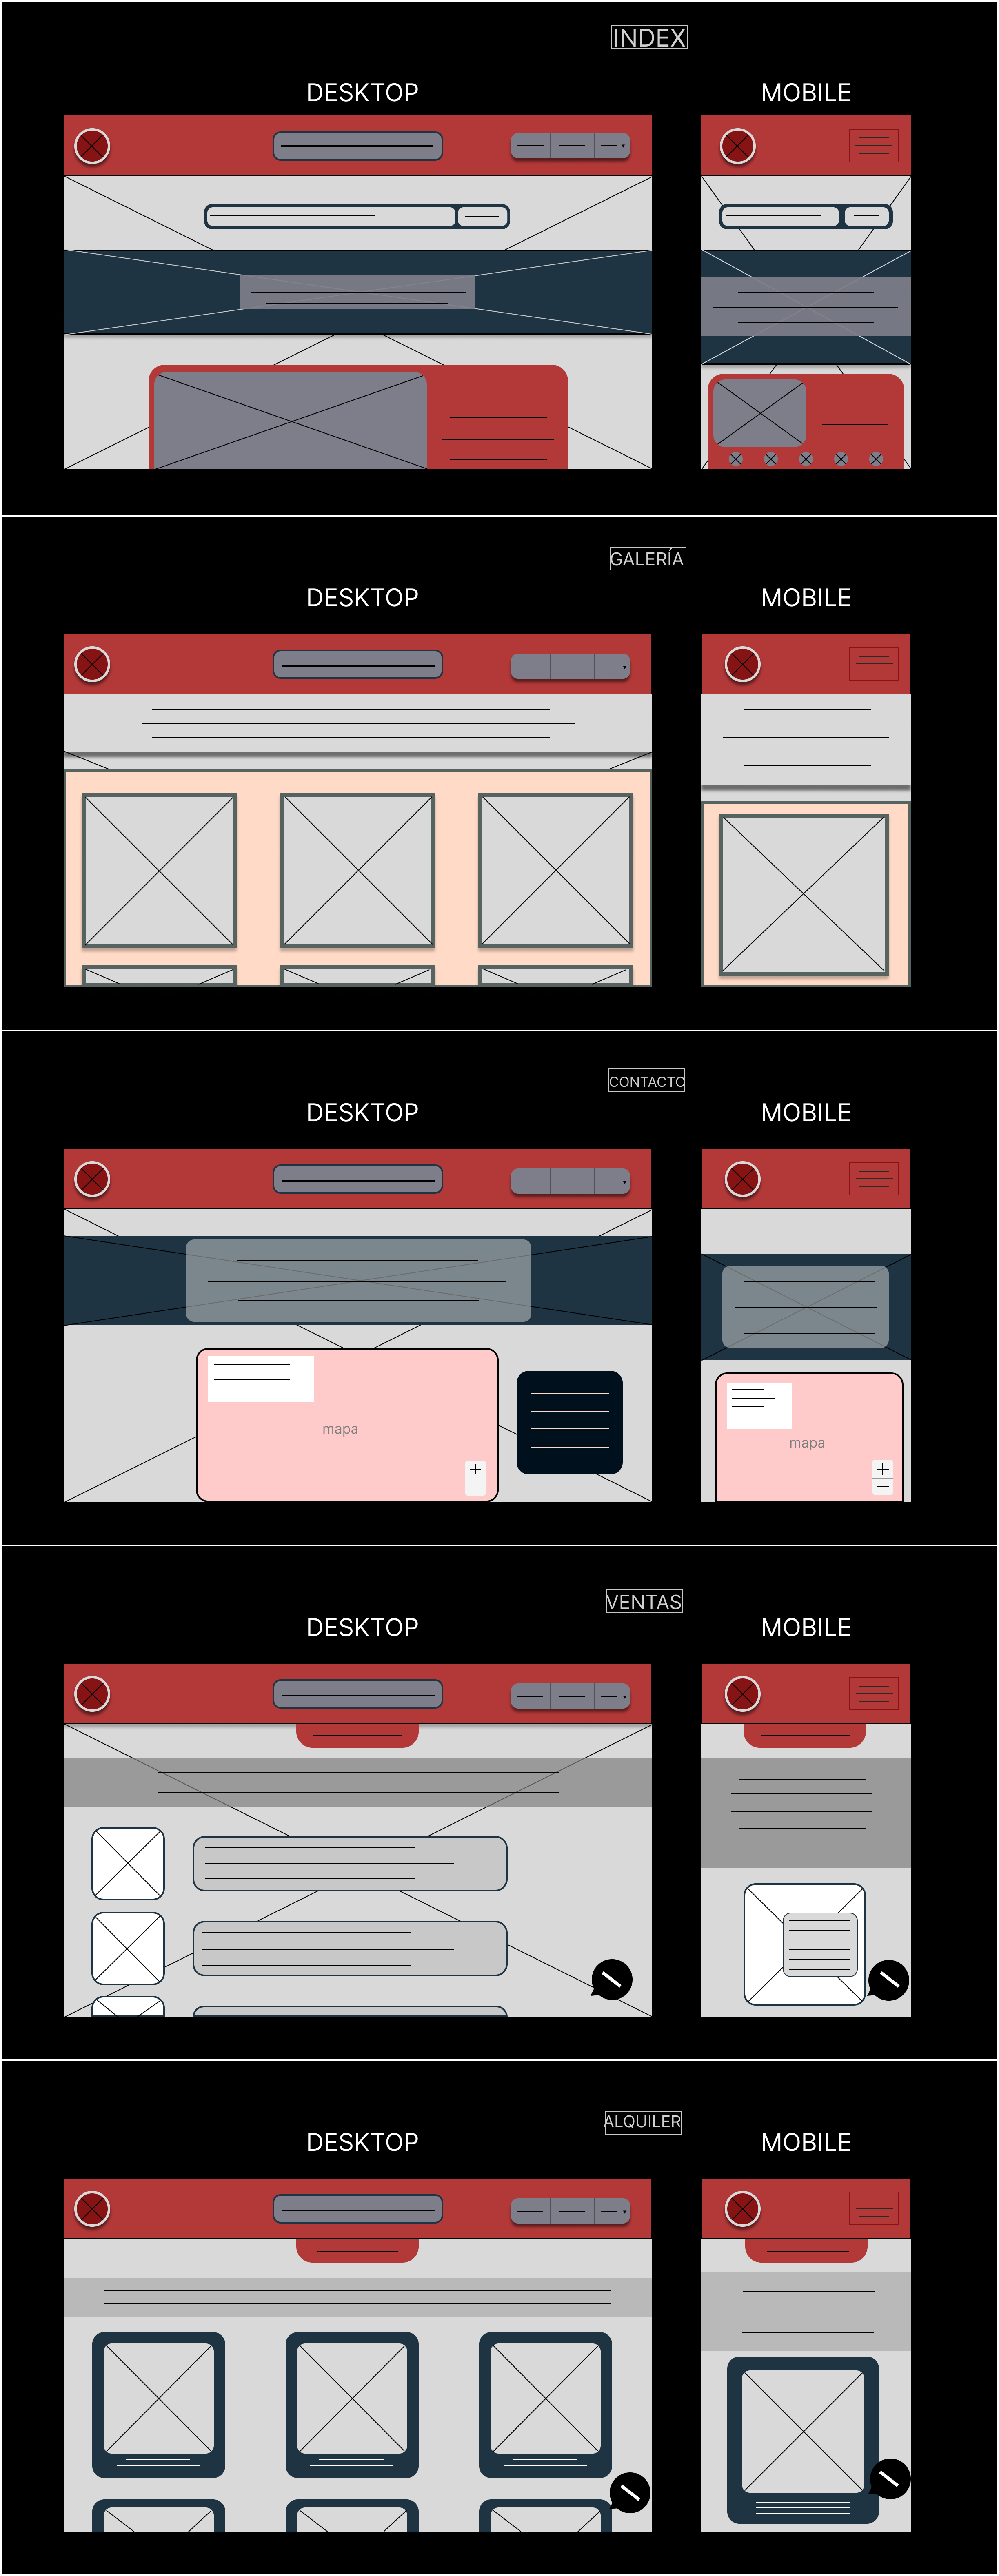 INDEX
DESKTOP
MOBILE
GALERÍA
DESKTOP
MOBILE
CONTACTO
DESKTOP
MOBILE
mapa
mapa
VENTAS
DESKTOP
MOBILE
ALQUILER
DESKTOP
MOBILE